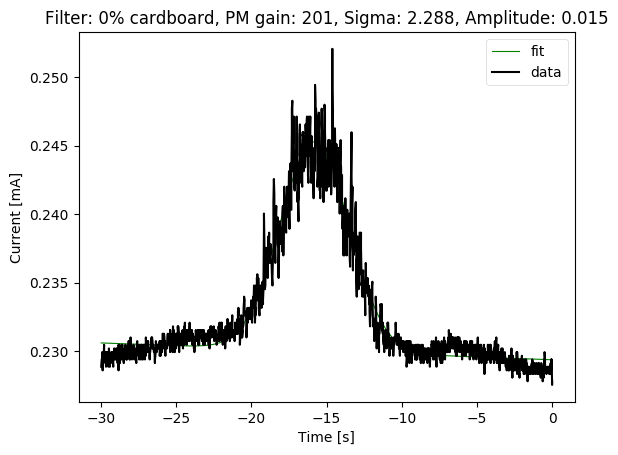 Filter: 0% cardboard, PM gain: 201, Sigma: 2.288, Amplitude: 0.015
fit
data
0.250
0.245
0.240
0.235
0.230
Current [mA]
−30
−25
−20
−15
−10
−5
0
Time [s]